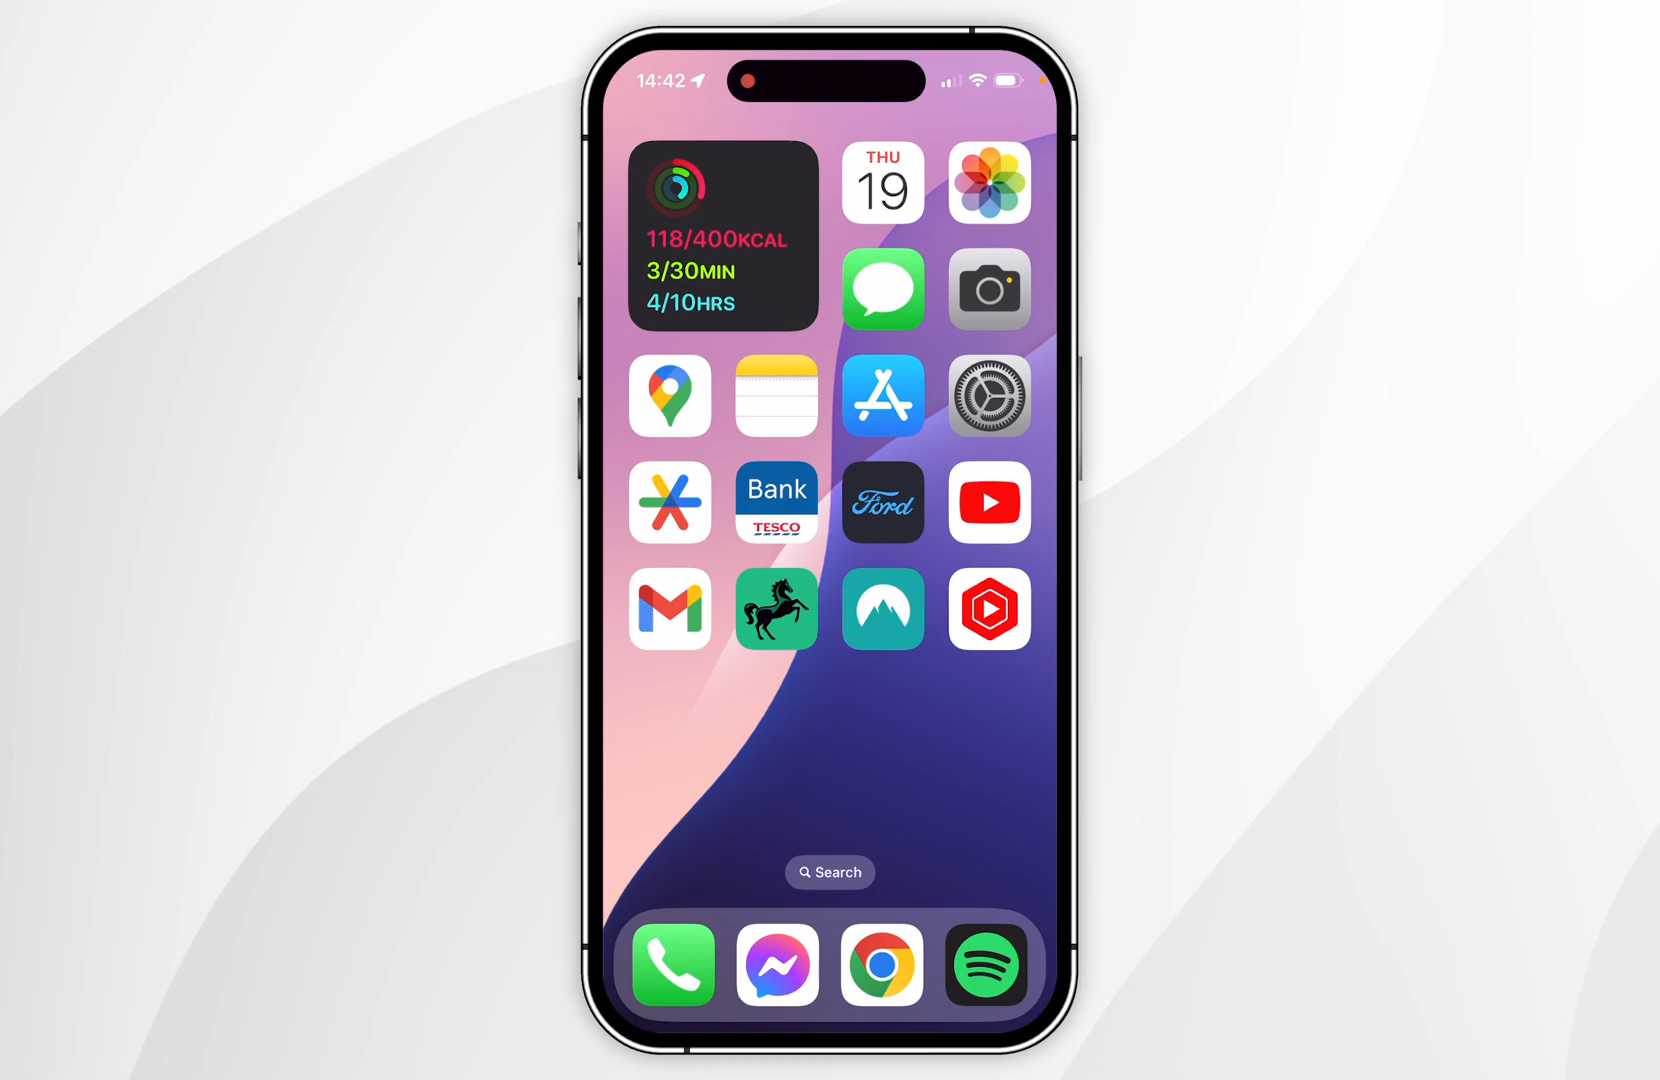 14:42
118/400KCAL
3/30MIN
4/10HRS
THU
19
Bank
TESCO
Ford
Search